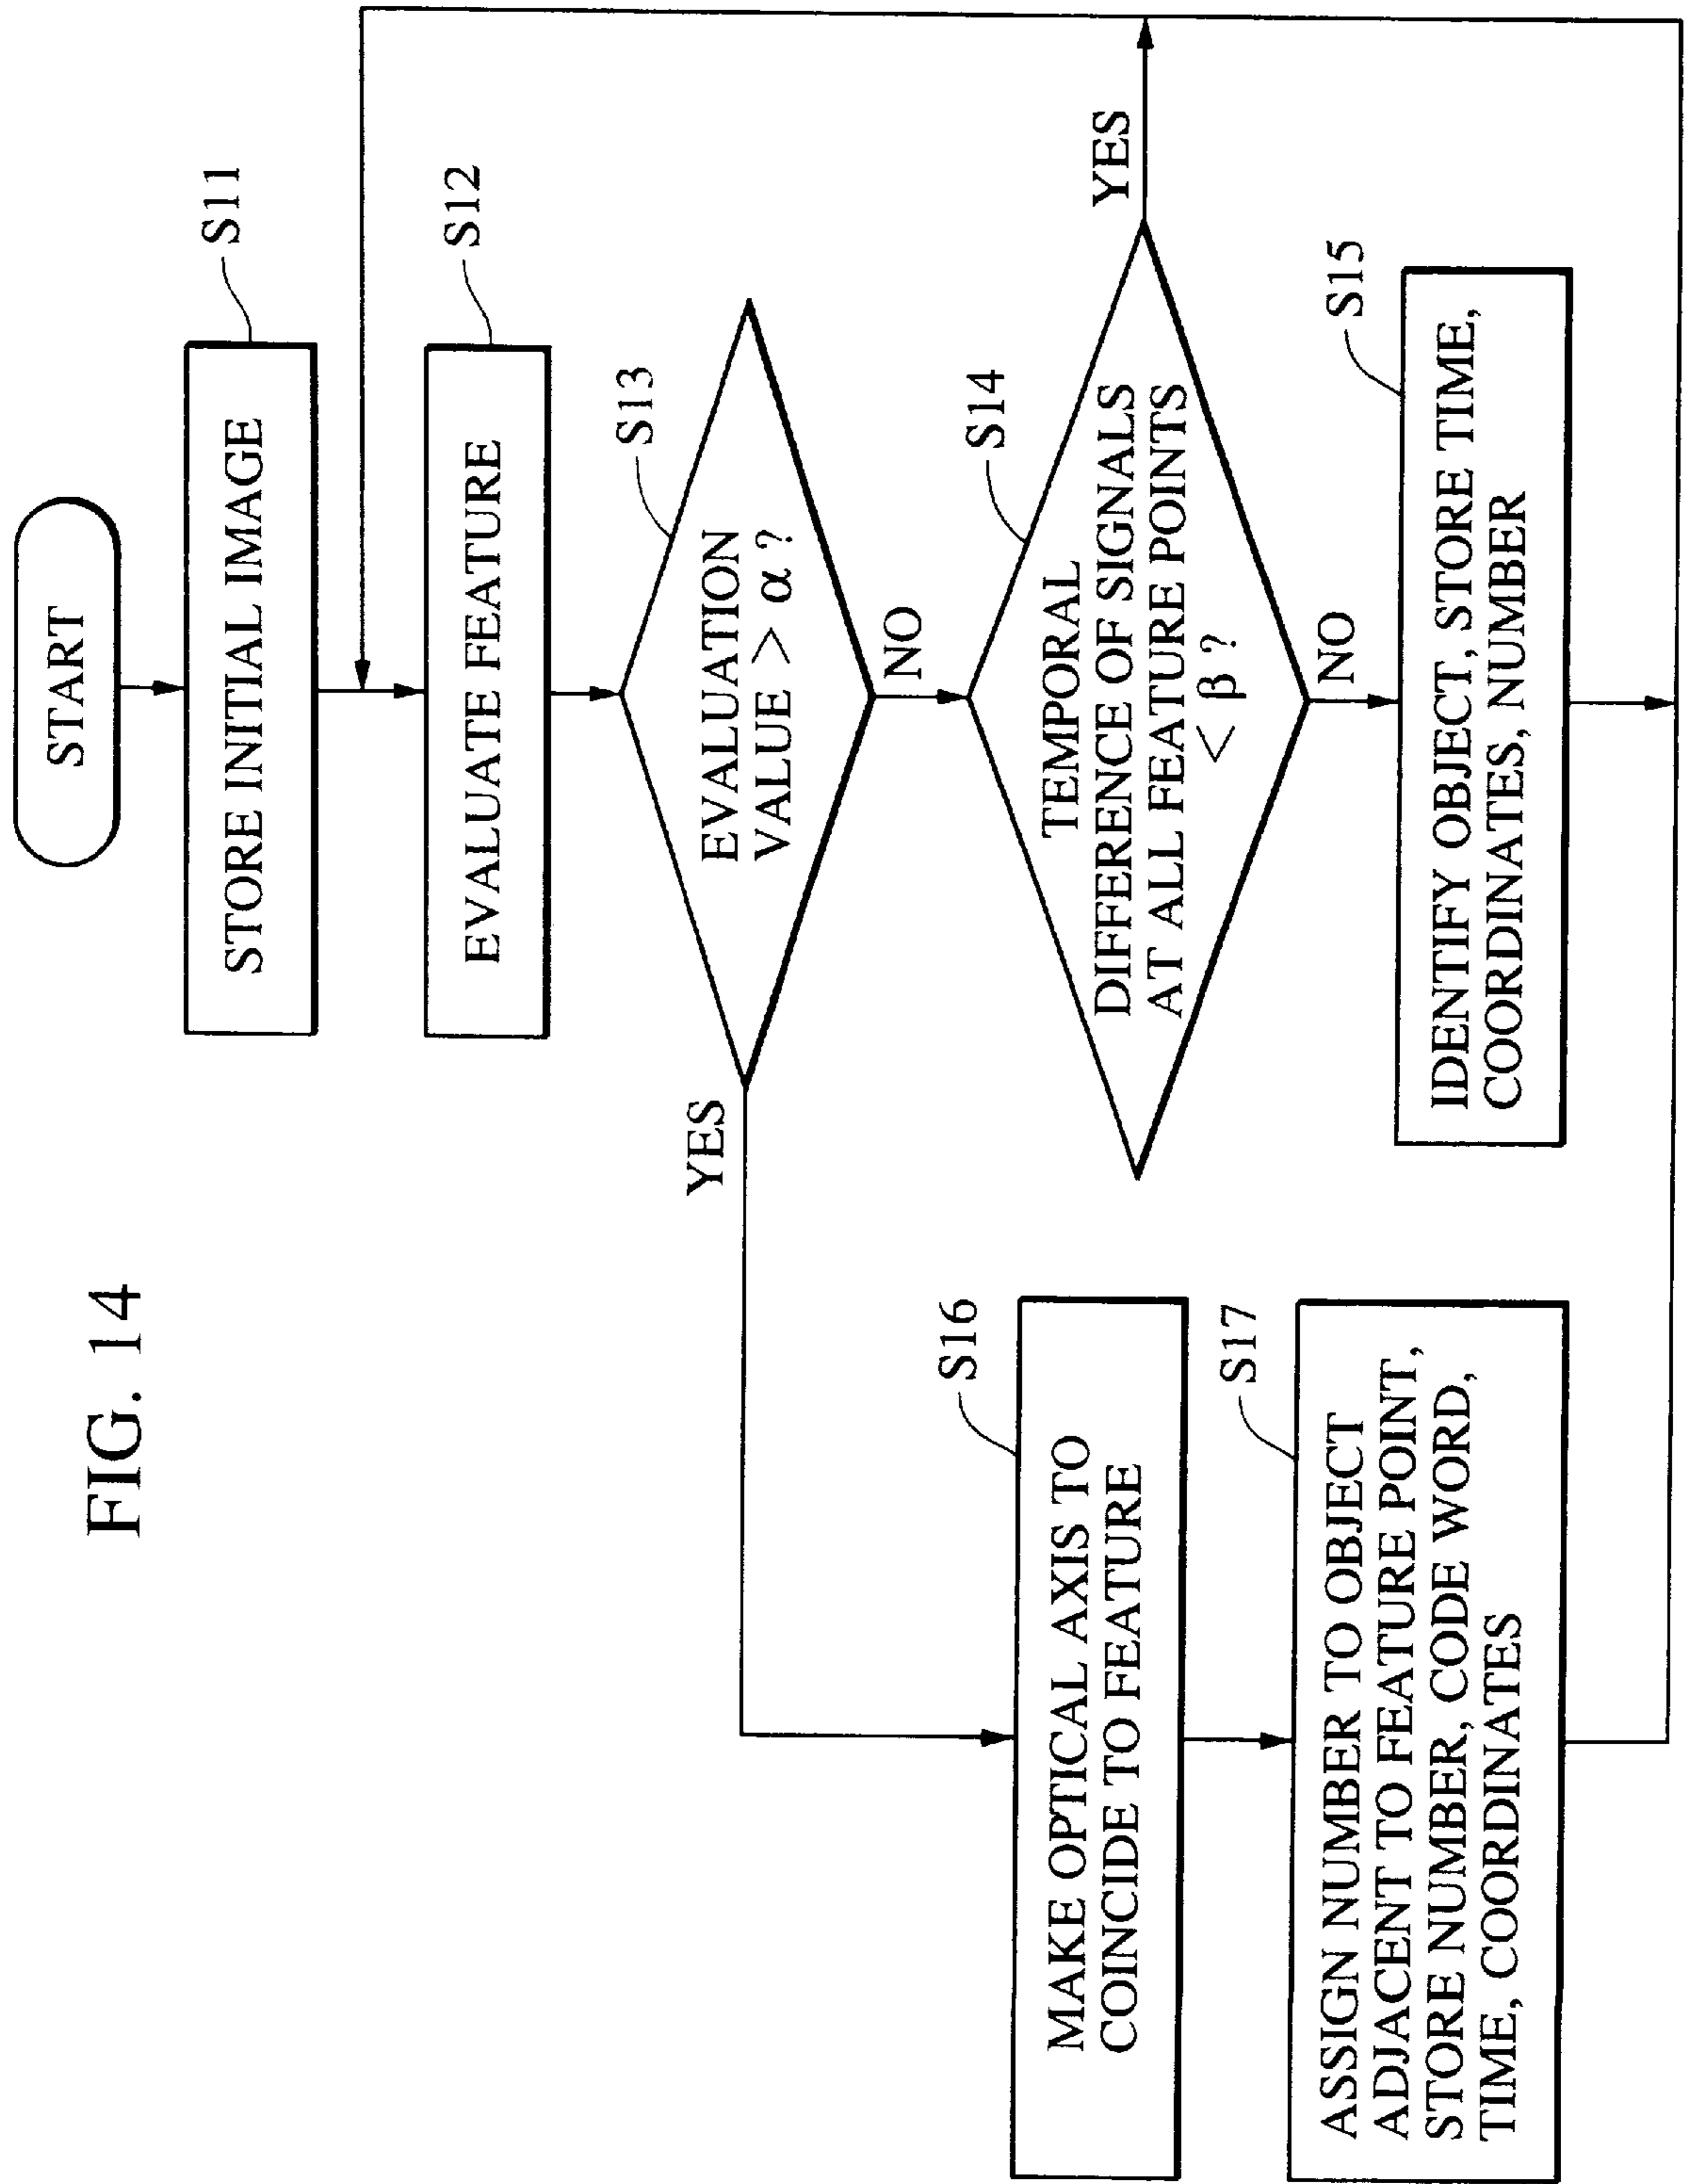 FIG. 14
START
STORE INITIAL IMAGE
S11
EVALUATE FEATURE
S12
EVALUATION
VALUE > α ?
S13
YES
NO
TEMPORAL
DIFFERENCE OF SIGNALS
AT ALL FEATURE POINTS
< β ?
S14
YES
NO
IDENTIFY OBJECT, STORE TIME,
COORDINATES, NUMBER
S15
MAKE OPTICAL AXIS TO
COINCIDE TO FEATURE
S16
ASSIGN NUMBER TO OBJECT
ADJACENT TO FEATURE POINT,
STORE NUMBER, CODE WORD,
TIME, COORDINATES
S17